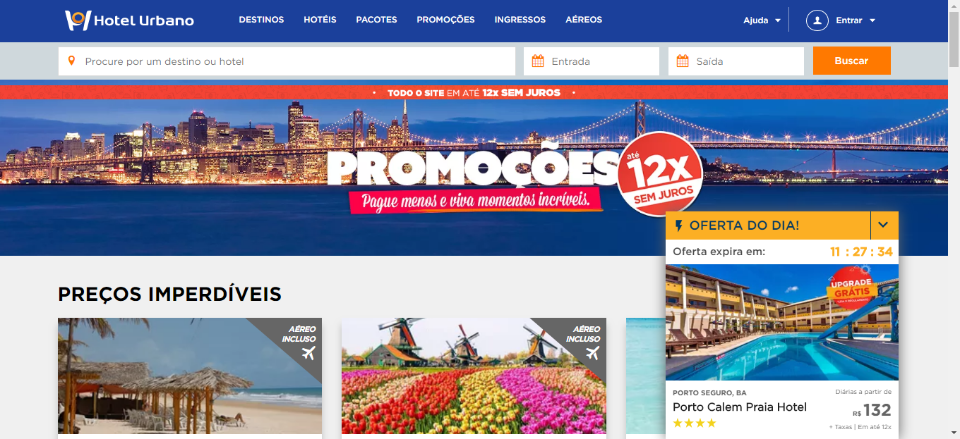 Hotel Urbano
DESTINOS HOTÉIS PACOTES PROMOÇÕES INGRESSOS AÉREOS
Ajuda Entrar
Procure por um destino ou hotel
Entrada
Saída
Buscar
• TODO O SITE EM ATÉ 12x SEM JUROS •
PROMOÇÕES
Pague menos e viva momentos incríveis.
até
12x
SEM JUROS
OFERTA DO DIA!
Oferta expira em: 11 : 27 : 34
UPGRADE
GRÁTIS
PREÇOS IMPERDÍVEIS
AÉREO
INCLUSO
AÉREO
INCLUSO
PORTO SEGURO, BA
Diárias a partir de
Porto Calem Praia Hotel
R$ 132
+ Taxas | Em até 12x